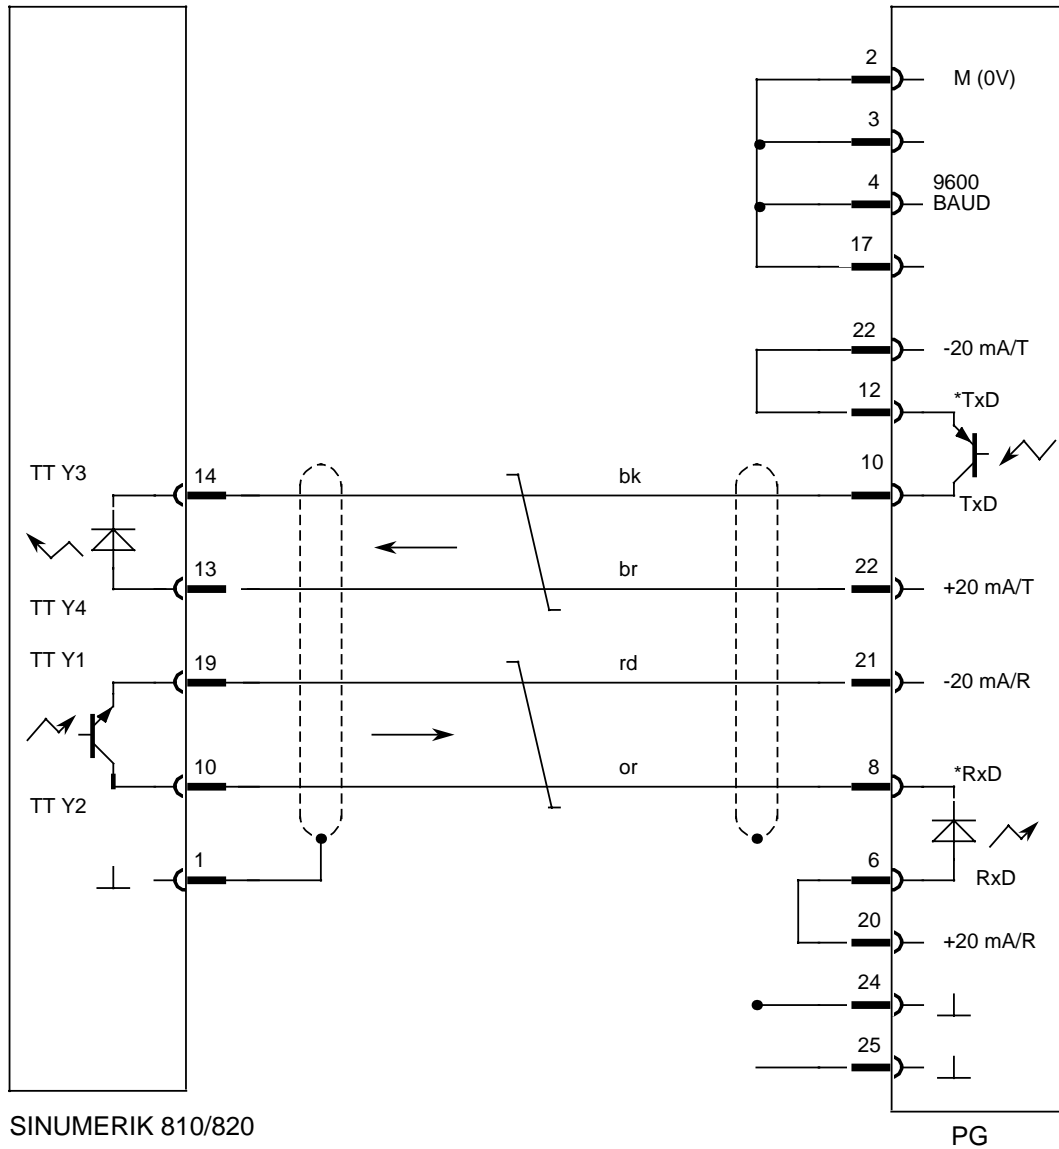 2
M (0V)
3
4
9600
BAUD
17
22
-20 mA/T
12
*TxD
TT Y3
14
bk
10
TxD
13
br
22
+20 mA/T
TT Y4
TT Y1
19
rd
21
-20 mA/R
10
or
8
*RxD
TT Y2
1
6
RxD
20
+20 mA/R
24
25
SINUMERIK 810/820
PG